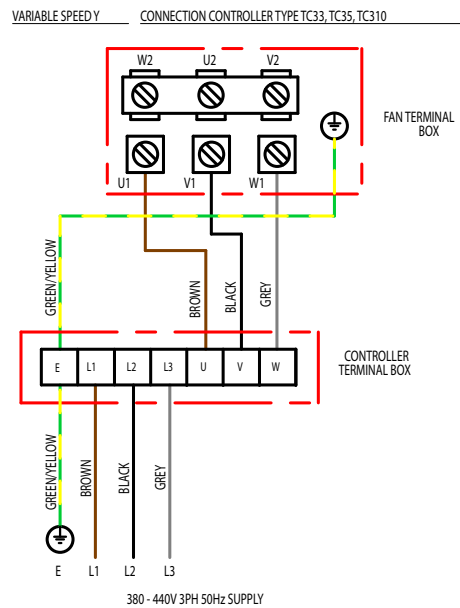 VARIABLE SPEED Y CONNECTION CONTROLLER TYPE TC33, TC35, TC310
W2 U2 V2
FAN TERMINAL
BOX
U1 V1 W1
GREEN/YELLOW
BROWN
BLACK
GREY
CONTROLLER
TERMINAL BOX
E L1 L2 L3 U V W
GREEN/YELLOW
BROWN
BLACK
GREY
E L1 L2 L3
380 - 440V 3PH 50Hz SUPPLY